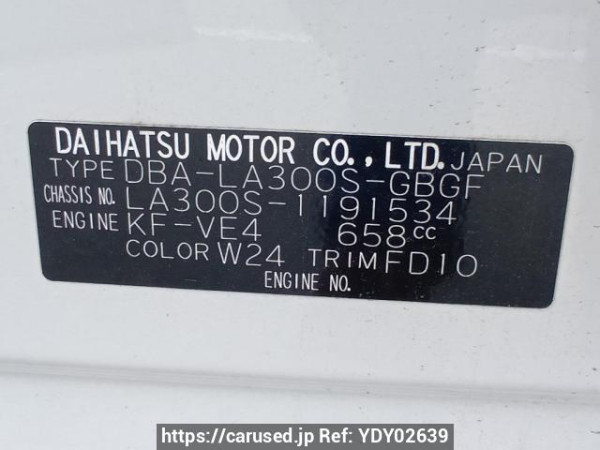 DAIHATSU MOTOR CO., LTD. JAPAN
TYPE DBA-LA300S-GBGF
CHASSIS NO. LA300S-1191534
ENGINE KF-VE4 658cc
COLOR W24 TRIM FD10
ENGINE NO.
https://carused.jp Ref: YDY02639